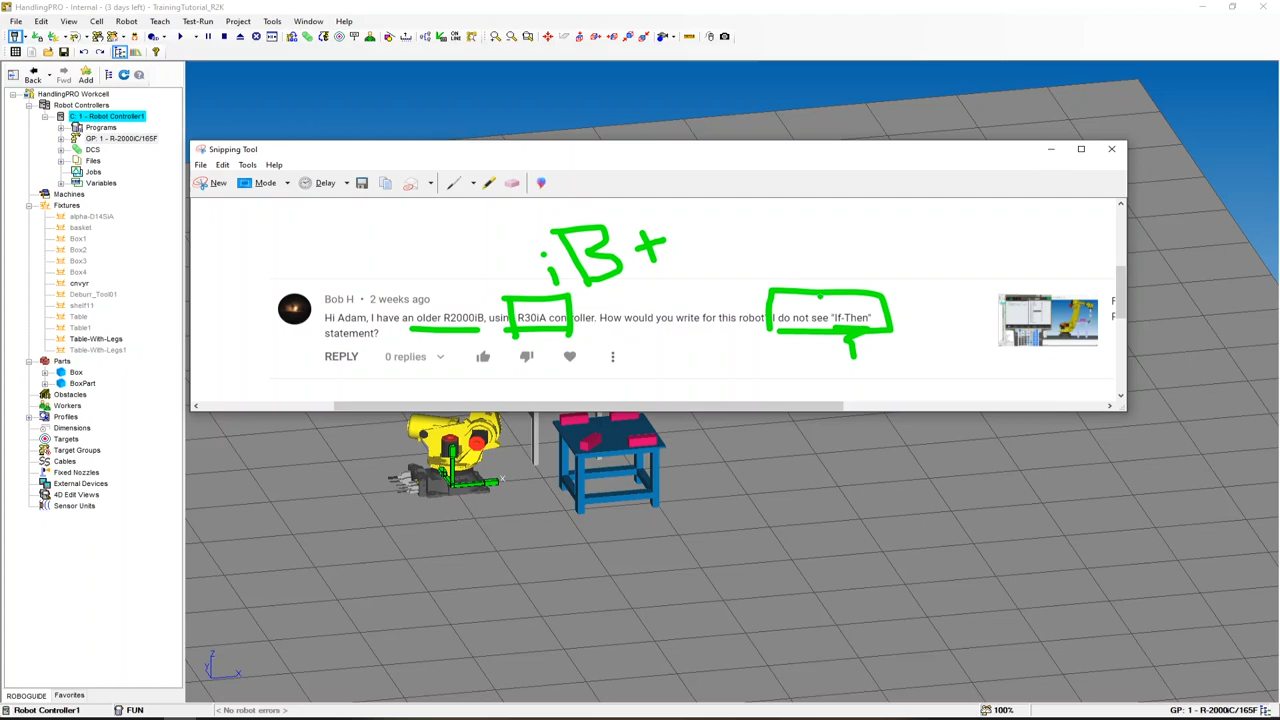 HandlingPRO - Internal - (3 days left) - TrainingTutorial_R2K
File Edit View Cell Robot Teach Test-Run Project Tools Window Help
ON LINE
Back Fwd Add
HandlingPRO Workcell
Robot Controllers
C: 1 - Robot Controller1
Programs
GP: 1 - R-2000iC/165F
DCS
Files
Jobs
Variables
Machines
Fixtures
alpha-D14SiA
basket
Box1
Box2
Box3
Box4
cnvyr
Deburr_Tool01
shelf11
Table
Table1
Table-With-Legs
Table-With-Legs1
Parts
Box
BoxPart
Obstacles
Workers
Profiles
Dimensions
Targets
Target Groups
Cables
Fixed Nozzles
External Devices
4D Edit Views
Sensor Units
Snipping Tool
File Edit Tools Help
New Mode Delay
iB +
Bob H • 2 weeks ago
Hi Adam, I have an older R2000iB, using R30iA controller. How would you write for this robot I do not see "If-Then"
statement?
REPLY 0 replies
Z
Y X
ROBOGUIDE Favorites
Robot Controller1 FUN < No robot errors > 100% GP: 1 - R-2000iC/165F